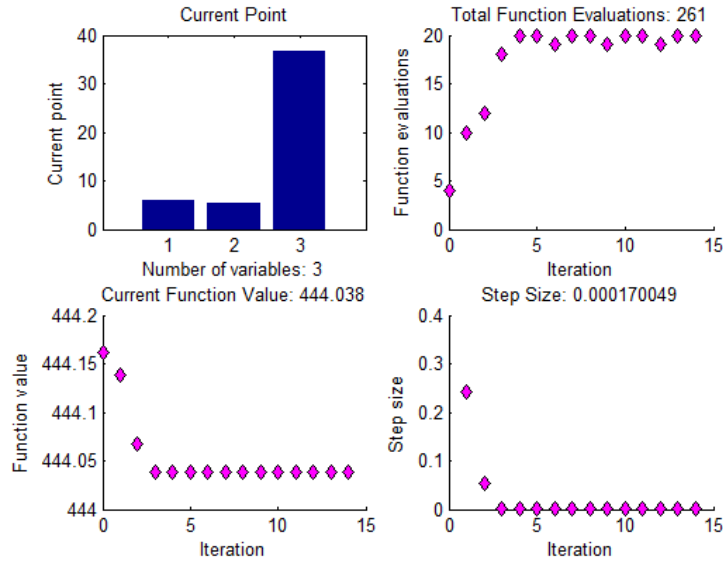 Current Point
Current point
40
30
20
10
0
1 2 3
Number of variables: 3
Total Function Evaluations: 261
Function evaluations
20
15
10
5
0
0 5 10 15
Iteration
Current Function Value: 444.038
Function value
444.2
444.15
444.1
444.05
444
0 5 10 15
Iteration
Step Size: 0.000170049
Step size
0.4
0.3
0.2
0.1
0
0 5 10 15
Iteration